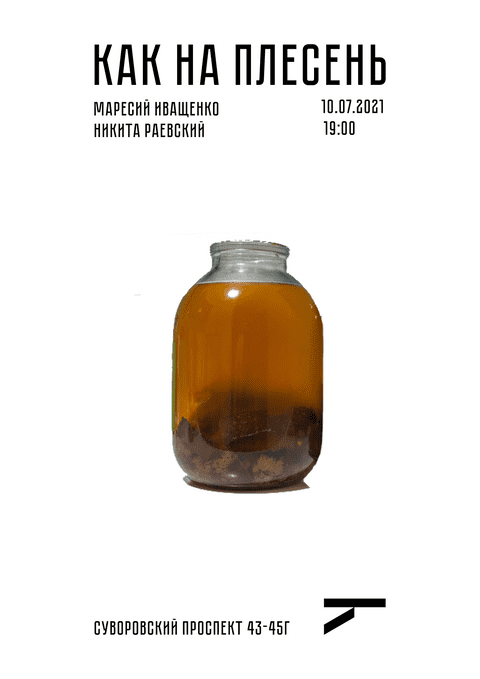 КАК НА ПЛЕСЕНЬ
МАРЕСИЙ ИВАЩЕНКО
НИКИТА РАЕВСКИЙ
10.07.2021
19:00
СУВОРОВСКИЙ ПРОСПЕКТ 43-45Г